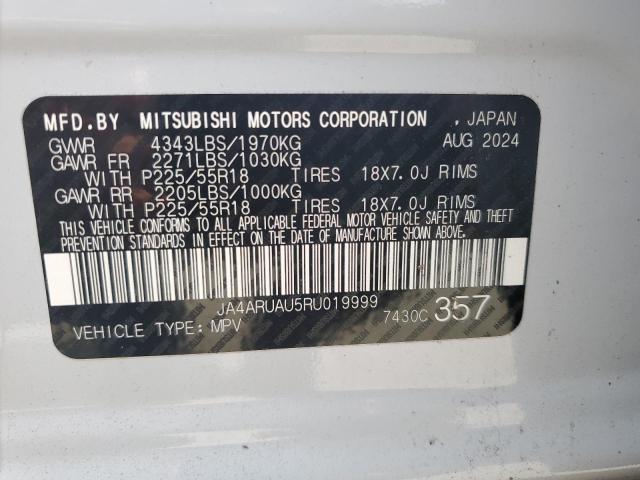 MFD.BY MITSUBISHI MOTORS CORPORATION , JAPAN
GVWR 4343LBS/1970KG AUG 2024
GAWR FR 2271LBS/1030KG
WITH P225/55R18 TIRES 18X7.0J RIMS
GAWR RR 2205LBS/1000KG
WITH P225/55R18 TIRES 18X7.0J RIMS
THIS VEHICLE CONFORMS TO ALL APPLICABLE FEDERAL MOTOR VEHICLE SAFETY AND THEFT
PREVENTION STANDARDS IN EFFECT ON THE DATE OF MANUFACTURE SHOWN ABOVE.
JA4ARUAU5RU019999
VEHICLE TYPE: MPV 7430C 357